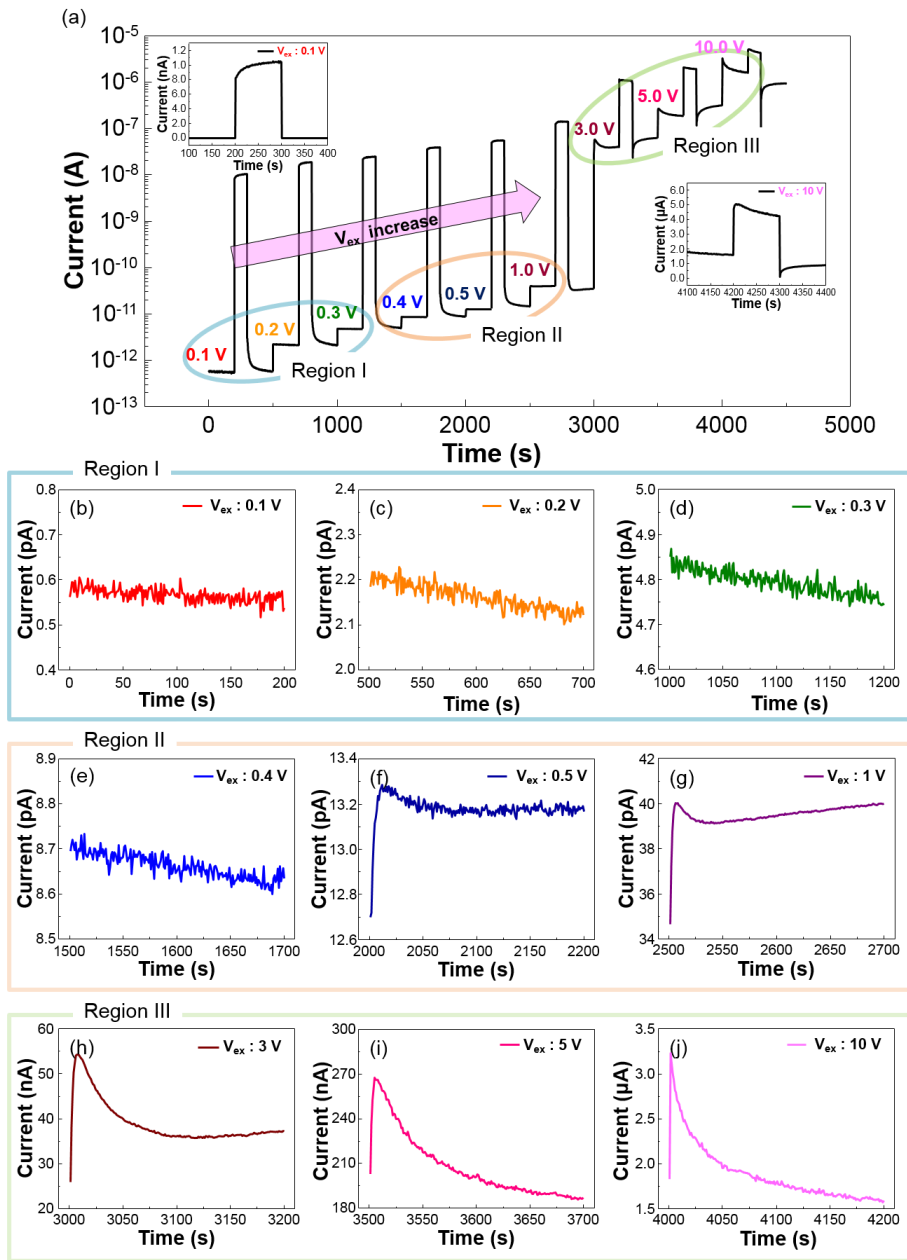 (a)
10⁻⁵
10⁻⁶
10⁻⁷
10⁻⁸
10⁻⁹
10⁻¹⁰
10⁻¹¹
10⁻¹²
10⁻¹³
Current (A)
0 1000 2000 3000 4000 5000
Time (s)
Vex : 0.1 V
1.2
1.0
8.0
6.0
4.0
2.0
0.0
Current (nA)
100 150 200 250 300 350 400
Time (s)
10.0 V
5.0 V
3.0 V
Region III
Vex increase
Vex : 10 V
6.0
5.0
4.0
3.0
2.0
1.0
0.0
Current (µA)
4100 4150 4200 4250 4300 4350 4400
Time (s)
1.0 V
0.5 V
0.4 V
0.3 V
0.2 V
0.1 V
Region II
Region I
Region I
(b)
Vex : 0.1 V
0.8
0.7
0.6
0.5
0.4
Current (pA)
0 50 100 150 200
Time (s)
(c)
Vex : 0.2 V
2.4
2.3
2.2
2.1
2.0
Current (pA)
500 550 600 650 700
Time (s)
(d)
Vex : 0.3 V
5.0
4.9
4.8
4.7
4.6
Current (pA)
1000 1050 1100 1150 1200
Time (s)
Region II
(e)
Vex : 0.4 V
8.9
8.8
8.7
8.6
8.5
Current (pA)
1500 1550 1600 1650 1700
Time (s)
(f)
Vex : 0.5 V
13.4
13.2
13.0
12.8
12.6
Current (pA)
2000 2050 2100 2150 2200
Time (s)
(g)
Vex : 1 V
42
40
38
36
34
Current (pA)
2500 2550 2600 2650 2700
Time (s)
Region III
(h)
Vex : 3 V
60
50
40
30
20
Current (nA)
3000 3050 3100 3150 3200
Time (s)
(i)
Vex : 5 V
300
270
240
210
180
Current (nA)
3500 3550 3600 3650 3700
Time (s)
(j)
Vex : 10 V
3.5
3.0
2.5
2.0
1.5
Current (µA)
4000 4050 4100 4150 4200
Time (s)